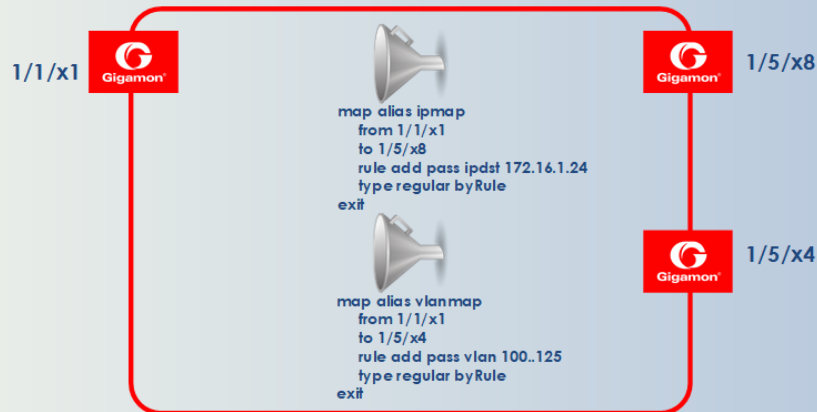 1/1/x1
Gigamon®
Gigamon®
1/5/x8
map alias ipmap
from 1/1/x1
to 1/5/x8
rule add pass ipdst 172.16.1.24
type regular byRule
exit
Gigamon®
1/5/x4
map alias vlanmap
from 1/1/x1
to 1/5/x4
rule add pass vlan 100..125
type regular byRule
exit